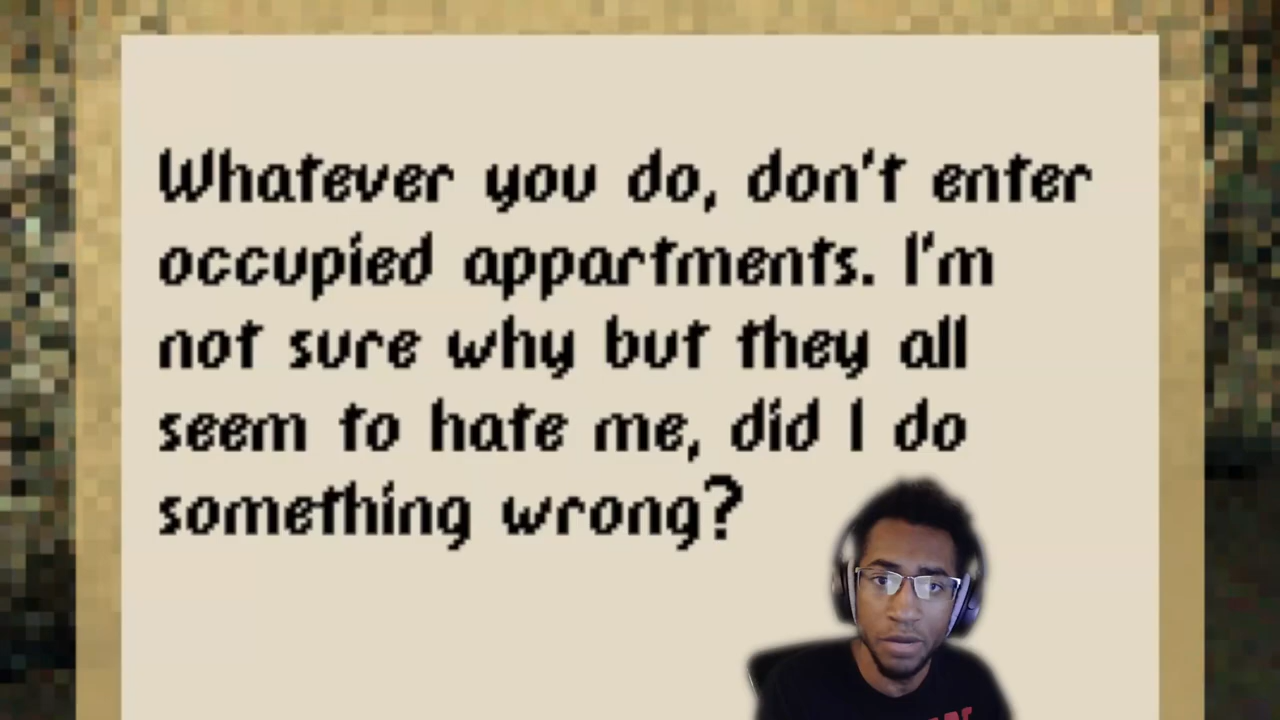 Whatever you do, don't enter
occupied appartments. I'm
not sure why but they all
seem to hate me, did I do
something wrong?